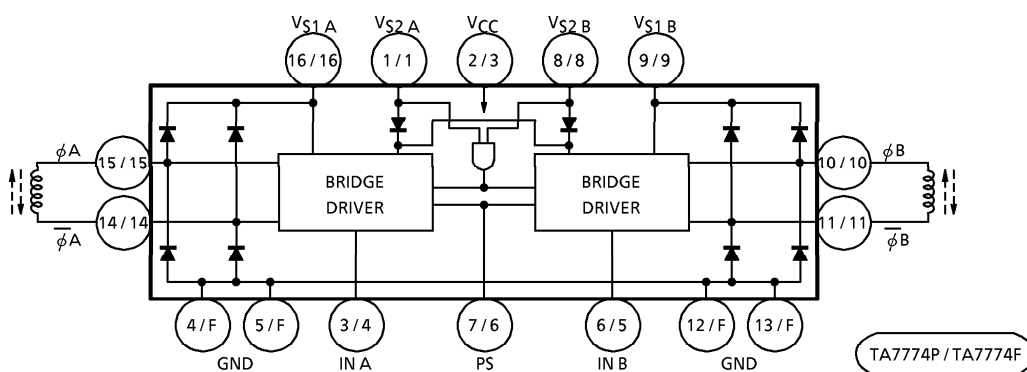 VS1 A VS2 A VCC VS2 B VS1 B
16 / 16 1 / 1 2 / 3 8 / 8 9 / 9
ϕA 15 / 15 10 / 10 ϕB
BRIDGE DRIVER
BRIDGE DRIVER
ϕ̅A 14 / 14 11 / 11 ϕ̅B
4 / F 5 / F 3 / 4 7 / 6 6 / 5 12 / F 13 / F
GND IN A PS IN B GND
TA7774P / TA7774F